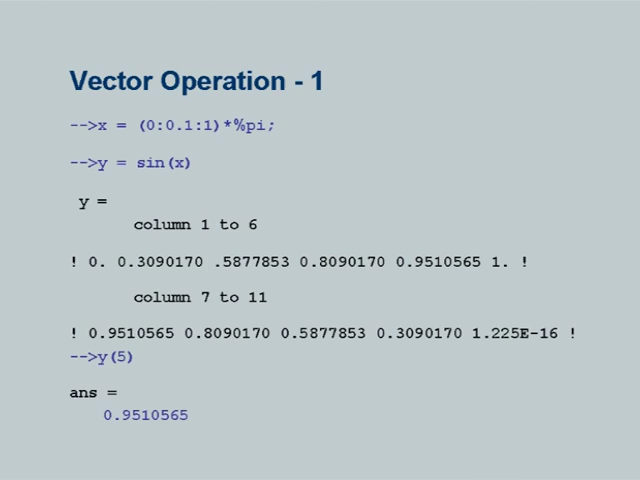 Vector Operation - 1
-->x = (0:0.1:1)*%pi;
-->y = sin(x)
y =
column 1 to 6
! 0. 0.3090170 .5877853 0.8090170 0.9510565 1. !
column 7 to 11
! 0.9510565 0.8090170 0.5877853 0.3090170 1.225E-16 !
-->y(5)
ans =
0.9510565